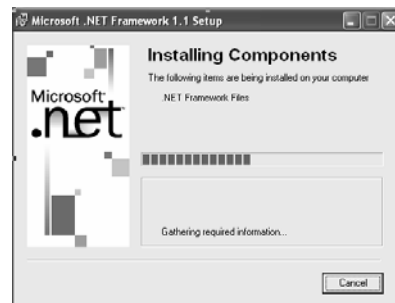 Microsoft .NET Framework 1.1 Setup
Installing Components
The following items are being installed on your computer
.NET Framework Files
Microsoft
.net
Gathering required information...
Cancel